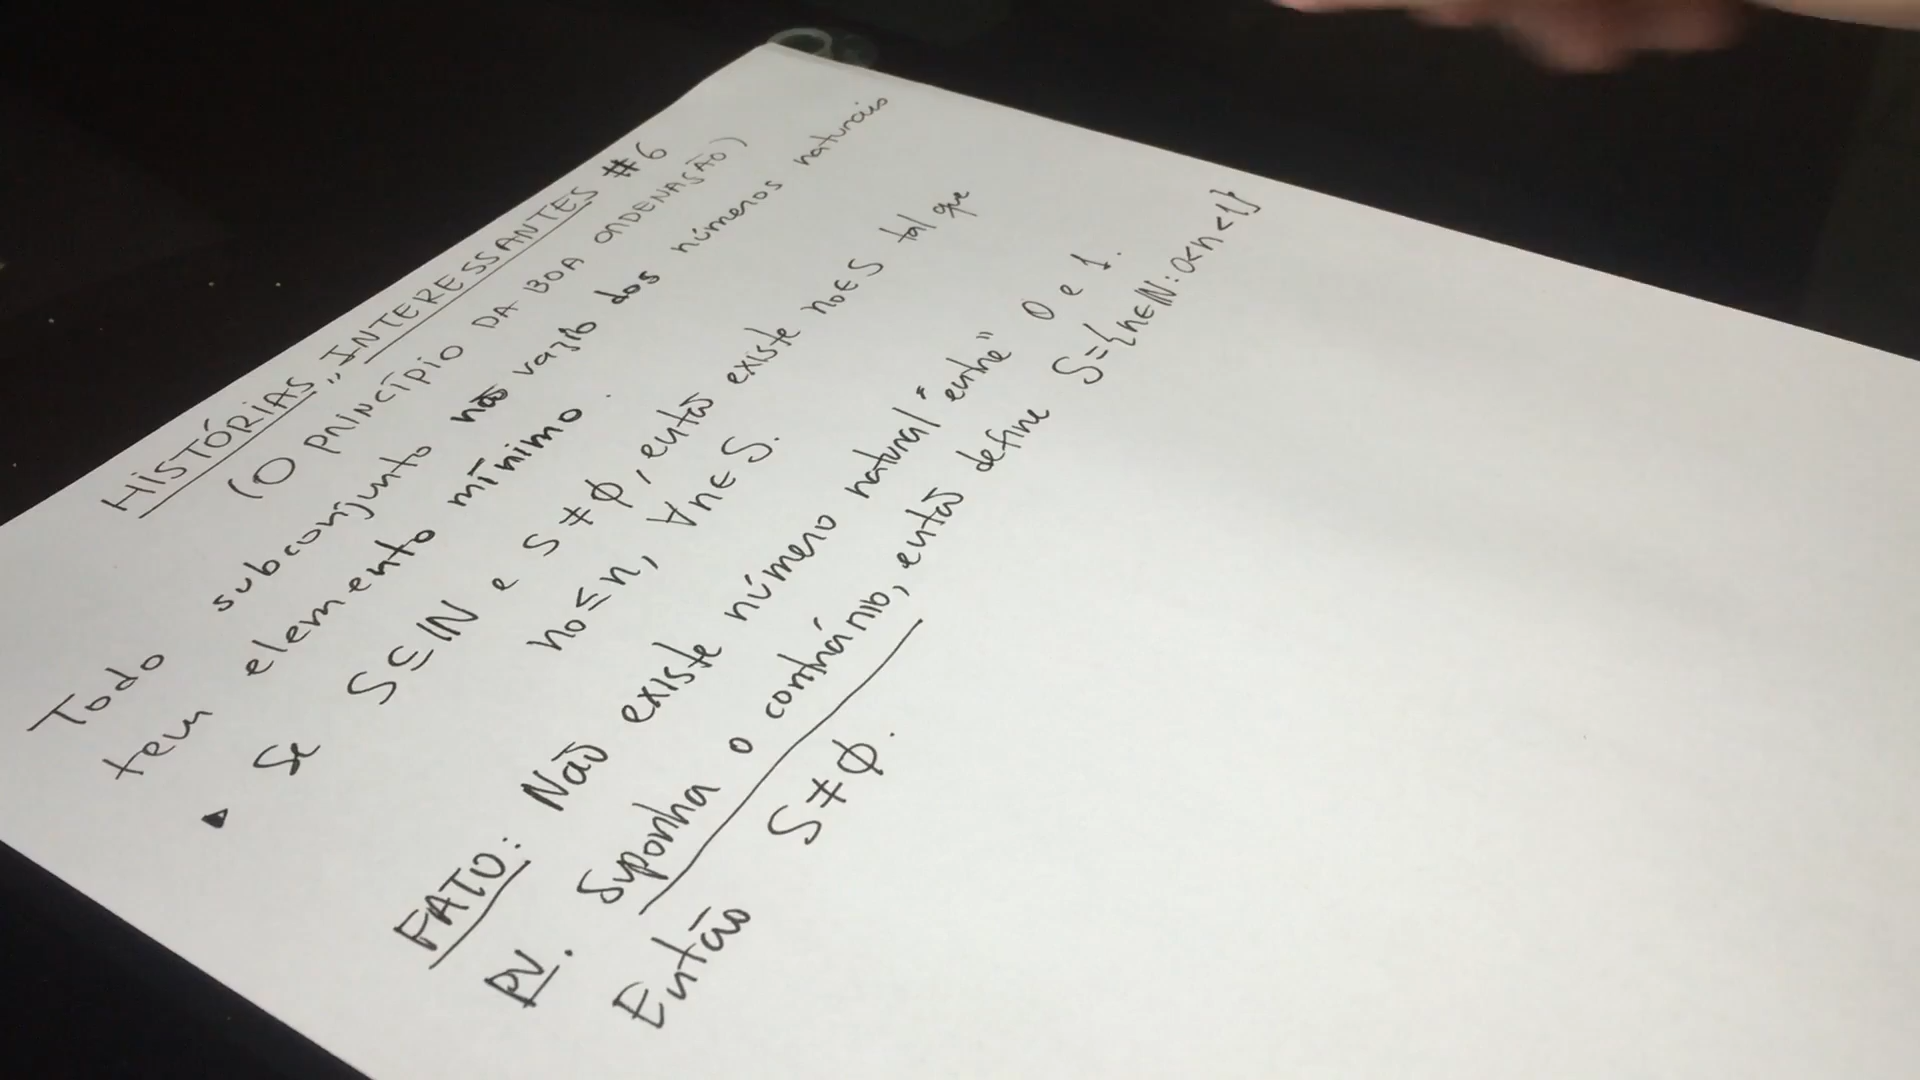 HISTÓRIAS "INTERESSANTES #6
(O PRINCÍPIO DA BOA ORDENAÇÃO)
Todo subconjunto não vazio dos números naturais
tem elemento mínimo.
▲ Se S⊆ℕ e S≠∅, então existe n₀∈S tal que
n₀≤n, ∀n∈S.
FATO: Não existe número natural "entre" 0 e 1.
PV. Suponha o contrário, então define S={n∈ℕ: 0<n<1}
Então S≠∅.